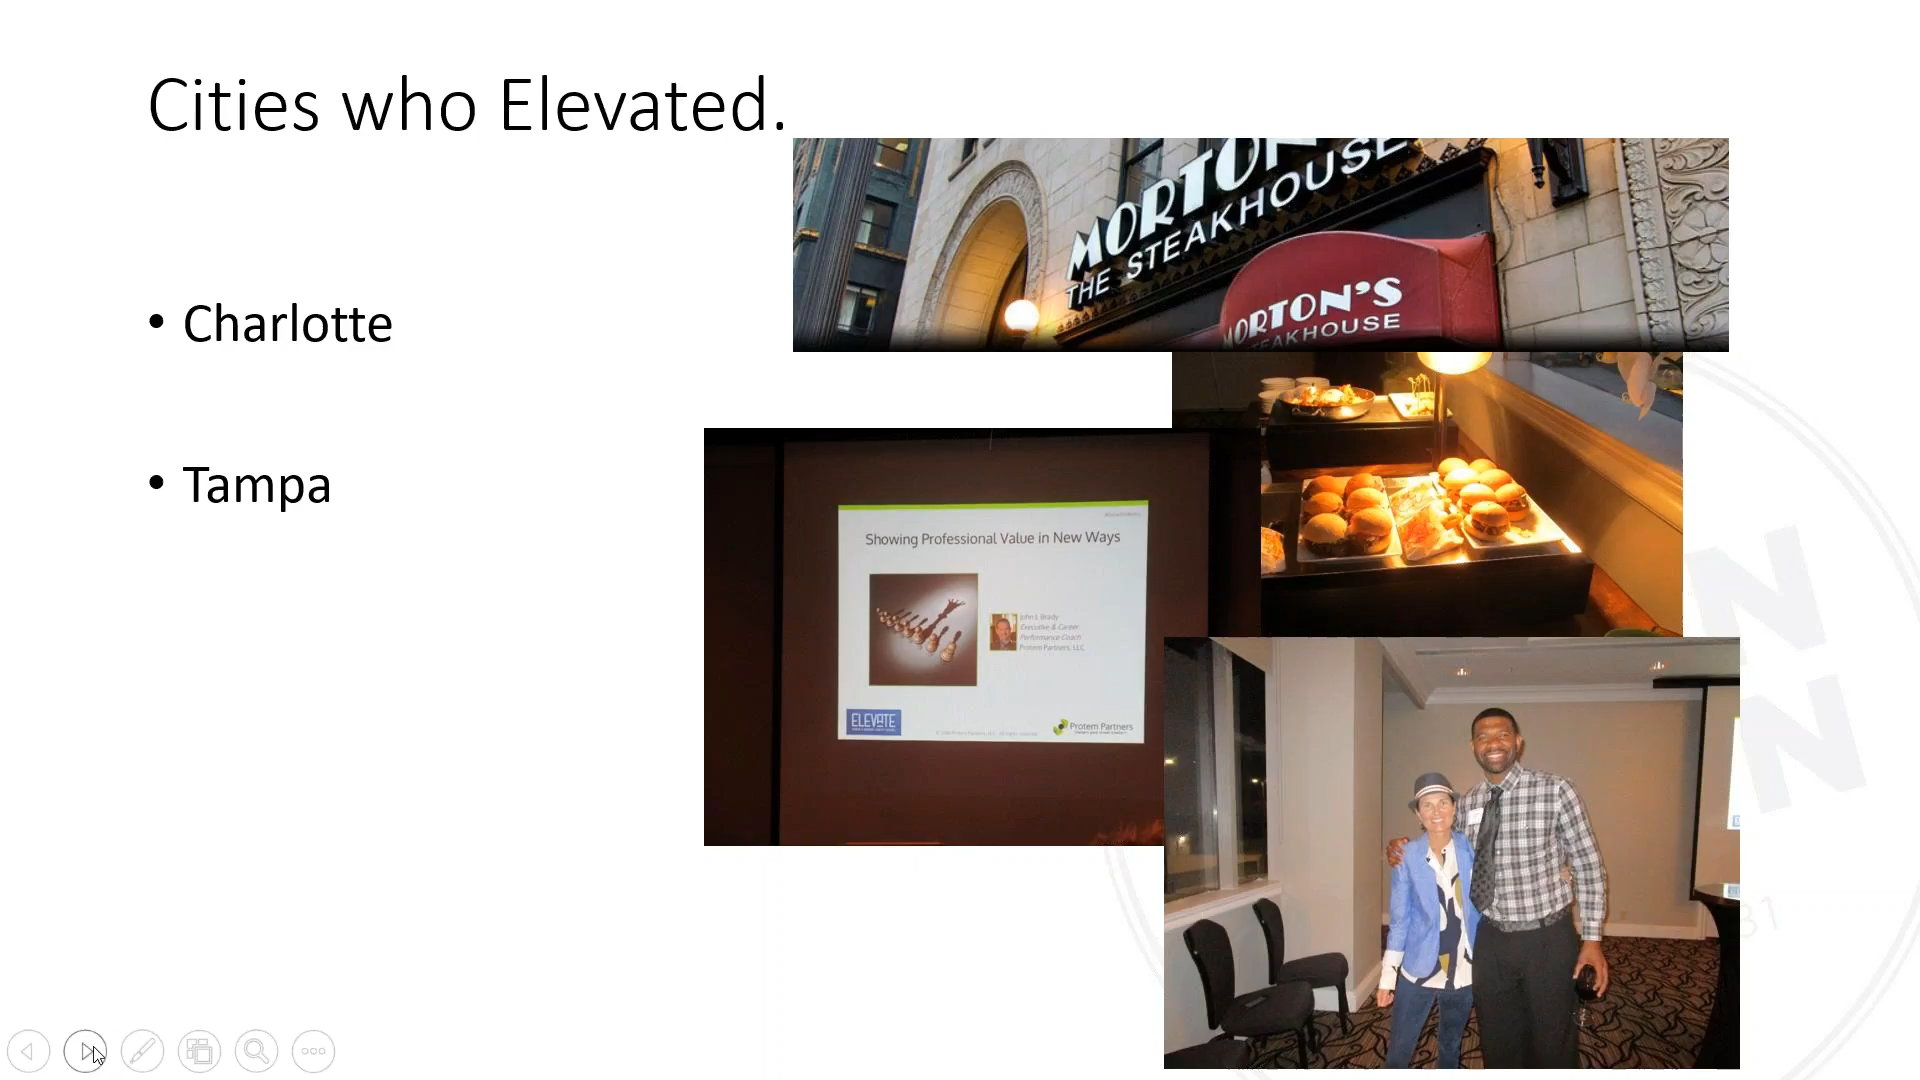 Cities who Elevated.
MORTON
THE STEAKHOUSE
MORTON'S
STEAKHOUSE
• Charlotte
• Tampa
Showing Professional Value in New Ways
John J. Brady
Executive & Career
Performance Coach
Protem Partners, LLC
ELEVATE
Protem Partners
N
N
31